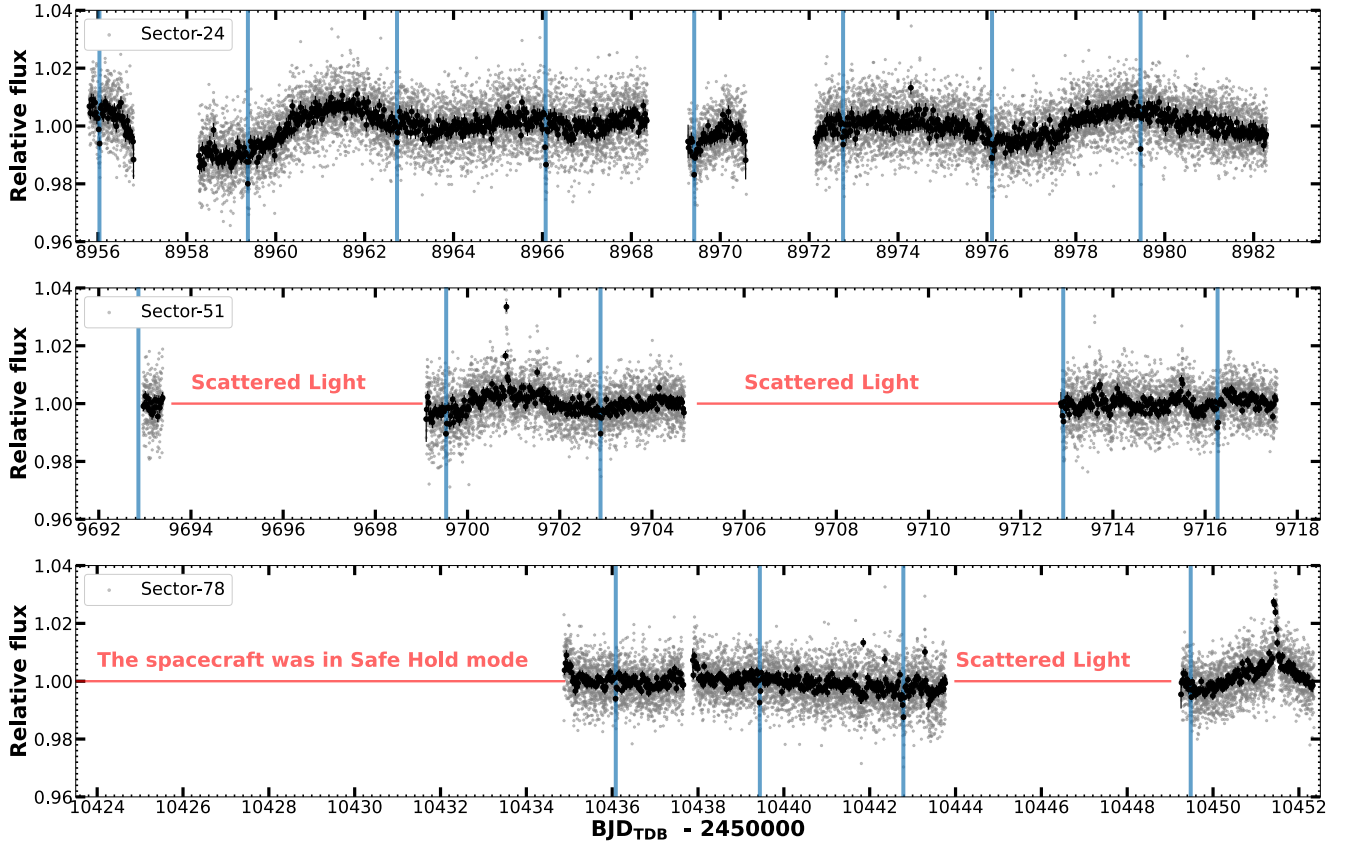 Sector-24
Relative flux
1.04
1.02
1.00
0.98
0.96
8956 8958 8960 8962 8964 8966 8968 8970 8972 8974 8976 8978 8980 8982
Sector-51
Relative flux
1.04
1.02
1.00
0.98
0.96
Scattered Light Scattered Light
9692 9694 9696 9698 9700 9702 9704 9706 9708 9710 9712 9714 9716 9718
Sector-78
Relative flux
1.04
1.02
1.00
0.98
0.96
The spacecraft was in Safe Hold mode Scattered Light
10424 10426 10428 10430 10432 10434 10436 10438 10440 10442 10444 10446 10448 10450 10452
BJD_TDB - 2450000